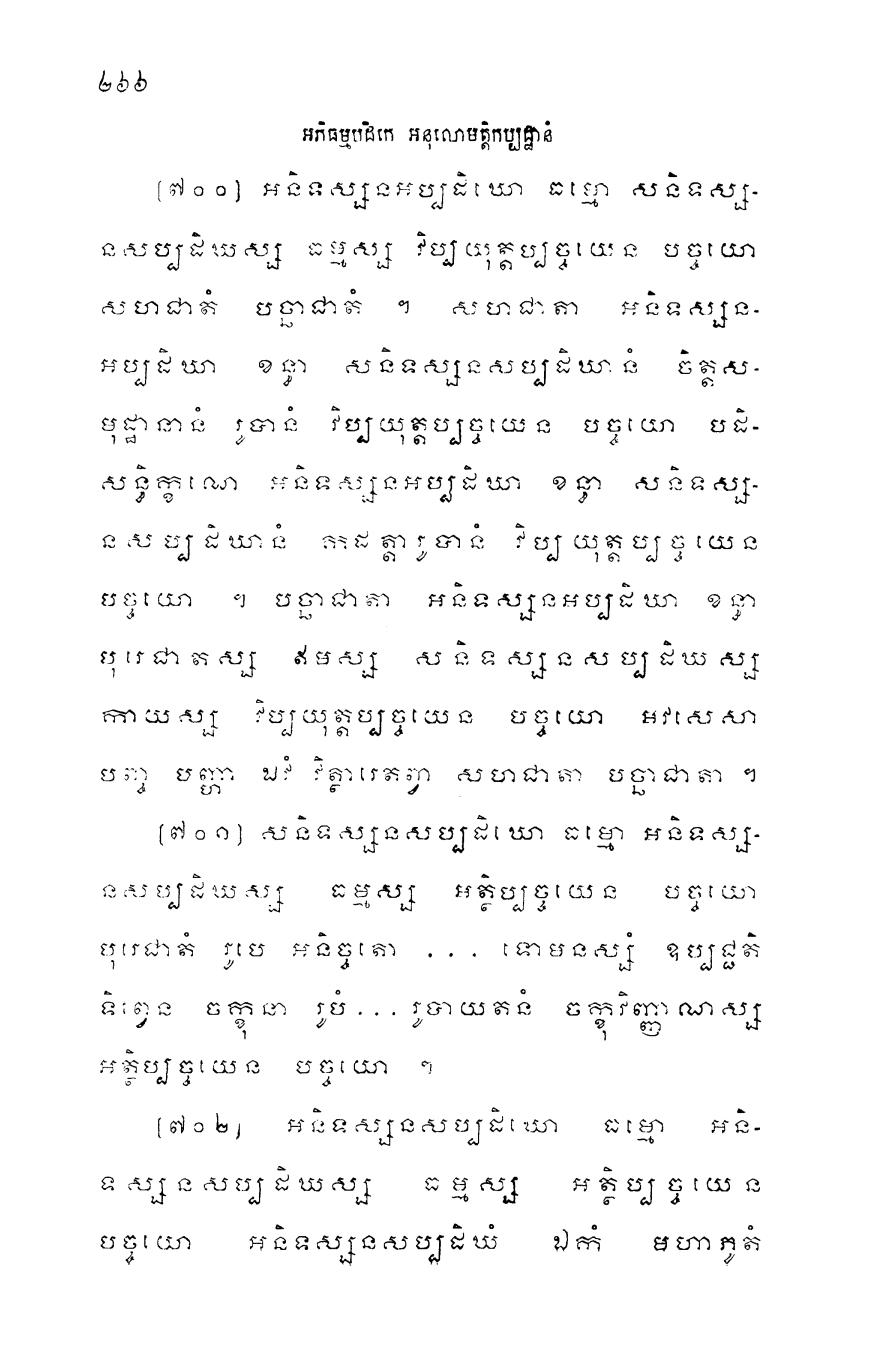 ២៦៦
អភិធម្មបិដកេ អនុលោមត្តិកប្បដ្ឋានំ
[៧០០] អនិទស្សនអប្បដិឃោ ធម្មោ សនិទស្ស-
នសប្បដិឃស្ស ធម្មស្ស វិប្បយុត្តប្បច្ចយេន បច្ចយោ
សហជាតំ បច្ឆាជាតំ ។ សហជាតា អនិទស្សន-
អប្បដិឃា ខន្ធា សនិទស្សនសប្បដិឃានំ ចិត្តស-
មុដ្ឋានានំ រូបានំ វិប្បយុត្តប្បច្ចយេន បច្ចយោ បដិ-
សន្ធិក្ខណេ អនិទស្សនអប្បដិឃា ខន្ធា សនិទស្ស-
នសប្បដិឃានំ កដត្តារូបានំ វិប្បយុត្តប្បច្ចយេន
បច្ចយោ ។ បច្ឆាជាតា អនិទស្សនអប្បដិឃា ខន្ធា
បុរេជាតស្ស ឥមស្ស សនិទស្សនសប្បដិឃស្ស
កាយស្ស វិប្បយុត្តប្បច្ចយេន បច្ចយោ អវសេសា
បញ្ច បញ្ហា ឯវំ វិត្ថារេតព្វា សហជាតា បច្ឆាជាតា ។
[៧០១] សនិទស្សនសប្បដិឃោ ធម្មោ អនិទស្ស-
នសប្បដិឃស្ស ធម្មស្ស អត្ថិប្បច្ចយេន បច្ចយោ
បុរេជាតំ រូបេ អនិច្ចតោ ... ទោមនស្សំ ឧប្បជ្ជតិ
ទិព្វេន ចក្ខុនា រូបំ... រូបាយតនំ ចក្ខុវិញ្ញាណស្ស
អត្ថិប្បច្ចយេន បច្ចយោ ។
[៧០២] អនិទស្សនសប្បដិឃោ ធម្មោ អនិ-
ទស្សនសប្បដិឃស្ស ធម្មស្ស អត្ថិប្បច្ចយេន
បច្ចយោ អនិទស្សនសប្បដិឃំ ឯកំ មហាភូតំ